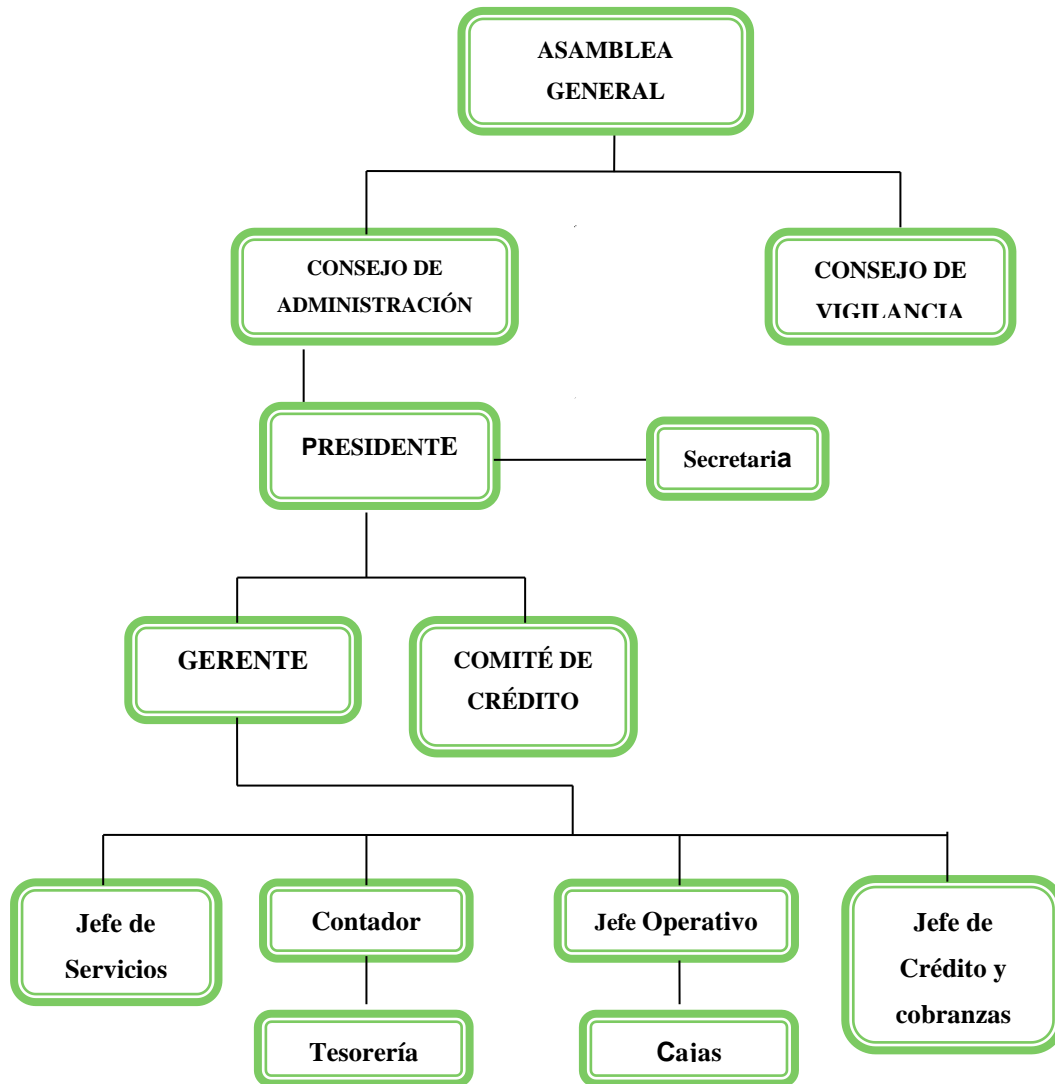 ASAMBLEA
GENERAL
CONSEJO DE
ADMINISTRACIÓN
CONSEJO DE
VIGILANCIA
PRESIDENTE
Secretaria
GERENTE
COMITÉ DE
CRÉDITO
Jefe de
Servicios
Contador
Jefe Operativo
Jefe de
Crédito y
cobranzas
Tesorería
Cajas